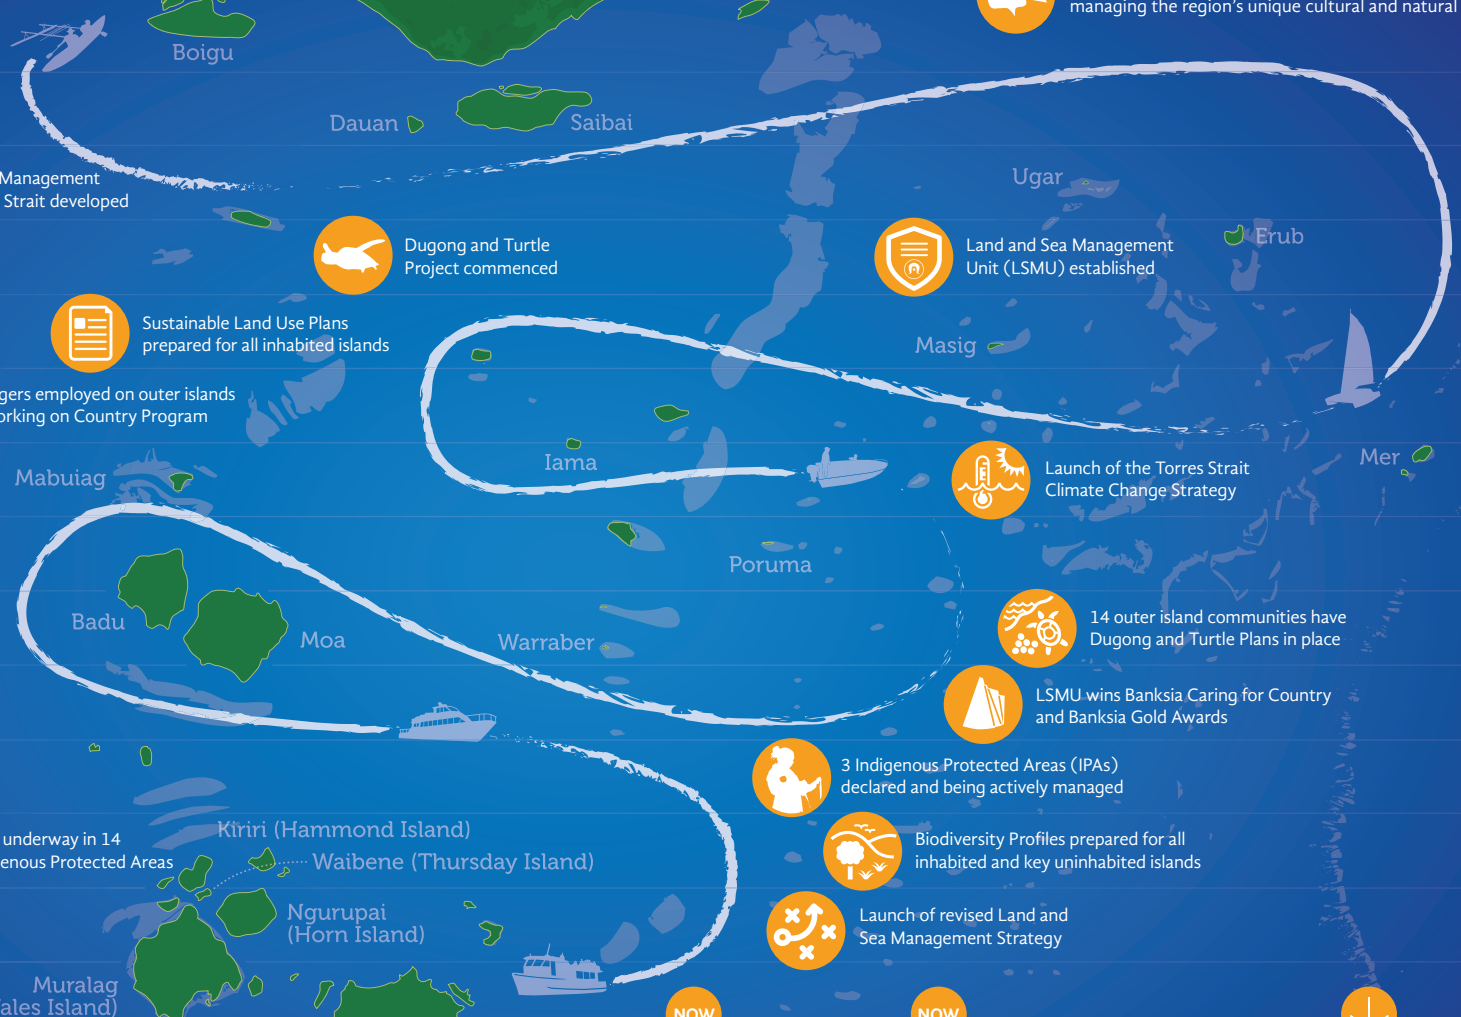 managing the region's unique cultural and natural
Boigu
Dauan
Saibai
Management
Strait developed
Ugar
Erub
Dugong and Turtle
Project commenced
Land and Sea Management
Unit (LSMU) established
Sustainable Land Use Plans
prepared for all inhabited islands
Masig
gers employed on outer islands
orking on Country Program
Iama
Mer
Mabuiag
Launch of the Torres Strait
Climate Change Strategy
Poruma
Badu
Moa
Warraber
14 outer island communities have
Dugong and Turtle Plans in place
LSMU wins Banksia Caring for Country
and Banksia Gold Awards
3 Indigenous Protected Areas (IPAs)
declared and being actively managed
Kiriri (Hammond Island)
underway in 14
enous Protected Areas
Waibene (Thursday Island)
Biodiversity Profiles prepared for all
inhabited and key uninhabited islands
Ngurupai
(Horn Island)
Launch of revised Land and
Sea Management Strategy
Muralag
ales Island)
NOW
NOW